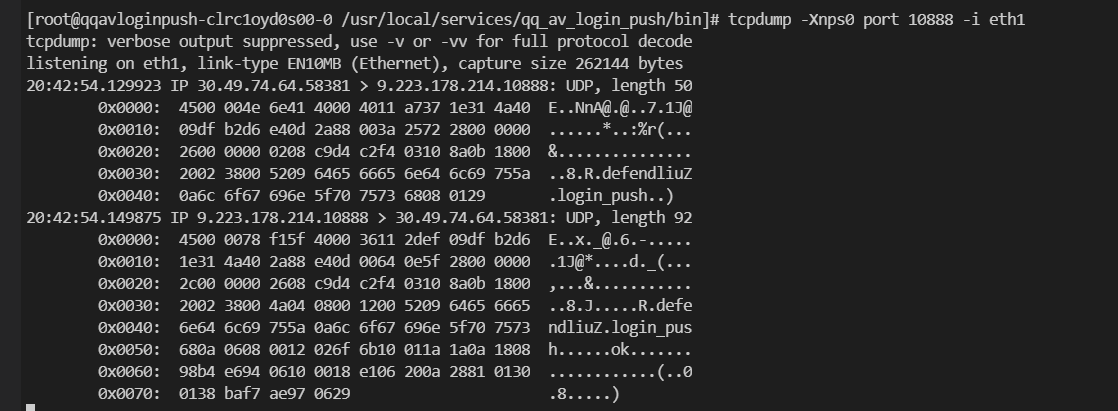 [root@qqavloginpush-clrc1oyd0s00-0 /usr/local/services/qq_av_login_push/bin]# tcpdump -Xnps0 port 10888 -i eth1
tcpdump: verbose output suppressed, use -v or -vv for full protocol decode
listening on eth1, link-type EN10MB (Ethernet), capture size 262144 bytes
20:42:54.129923 IP 30.49.74.64.58381 > 9.223.178.214.10888: UDP, length 50
0x0000:  4500 004e 6e41 4000 4011 a737 1e31 4a40  E..NnA@.@..7.1J@
0x0010:  09df b2d6 e40d 2a88 003a 2572 2800 0000  ......*..:%r(...
0x0020:  2600 0000 0208 c9d4 c2f4 0310 8a0b 1800  &...............
0x0030:  2002 3800 5209 6465 6665 6e64 6c69 755a  ..8.R.defendliuZ
0x0040:  0a6c 6f67 696e 5f70 7573 6808 0129  .login_push..)
20:42:54.149875 IP 9.223.178.214.10888 > 30.49.74.64.58381: UDP, length 92
0x0000:  4500 0078 f15f 4000 3611 2def 09df b2d6  E..x._@.6.-.....
0x0010:  1e31 4a40 2a88 e40d 0064 0e5f 2800 0000  .1J@*....d._(...
0x0020:  2c00 0000 2608 c9d4 c2f4 0310 8a0b 1800  ,...&...........
0x0030:  2002 3800 4a04 0800 1200 5209 6465 6665  ..8.J.....R.defe
0x0040:  6e64 6c69 755a 0a6c 6f67 696e 5f70 7573  ndliuZ.login_pus
0x0050:  680a 0608 0012 026f 6b10 011a 1a0a 1808  h......ok.......
0x0060:  98b4 e694 0610 0018 e106 200a 2881 0130  ............(..0
0x0070:  0138 baf7 ae97 0629  .8.....)